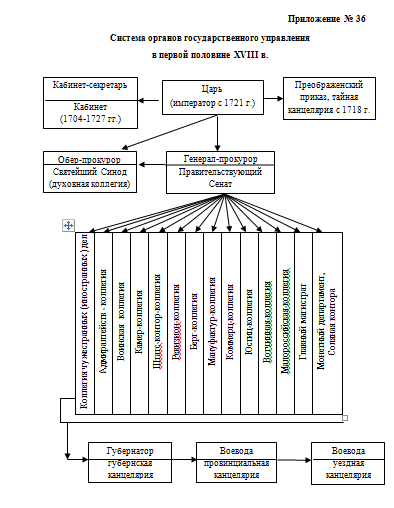 Приложение № 36
Система органов государственного управления
в первой половине XVIII в.
Кабинет-секретарь
Кабинет
(1704-1727 гг.)
Царь
(император с 1721 г.)
Преображенский
приказ, тайная
канцелярия с 1718 г.
Обер-прокурор
Святейший Синод
(духовная коллегия)
Генерал-прокурор
Правительствующий
Сенат
Коллегия чужестранных (иностранных) дел
Адмиралтейств - коллегия
Воинская коллегия
Камер-коллегия
Штатс-контор-коллегия
Ревизион-коллегия
Берг-коллегия
Мануфактур-коллегия
Коммерц-коллегия
Юстиц-коллегия
Вотчинная коллегия
Малороссийская коллегия
Главный магистрат
Монетный департамент,
Соляная контора
Губернатор
губернская
канцелярия
Воевода
провинциальная
канцелярия
Воевода
уездная
канцелярия